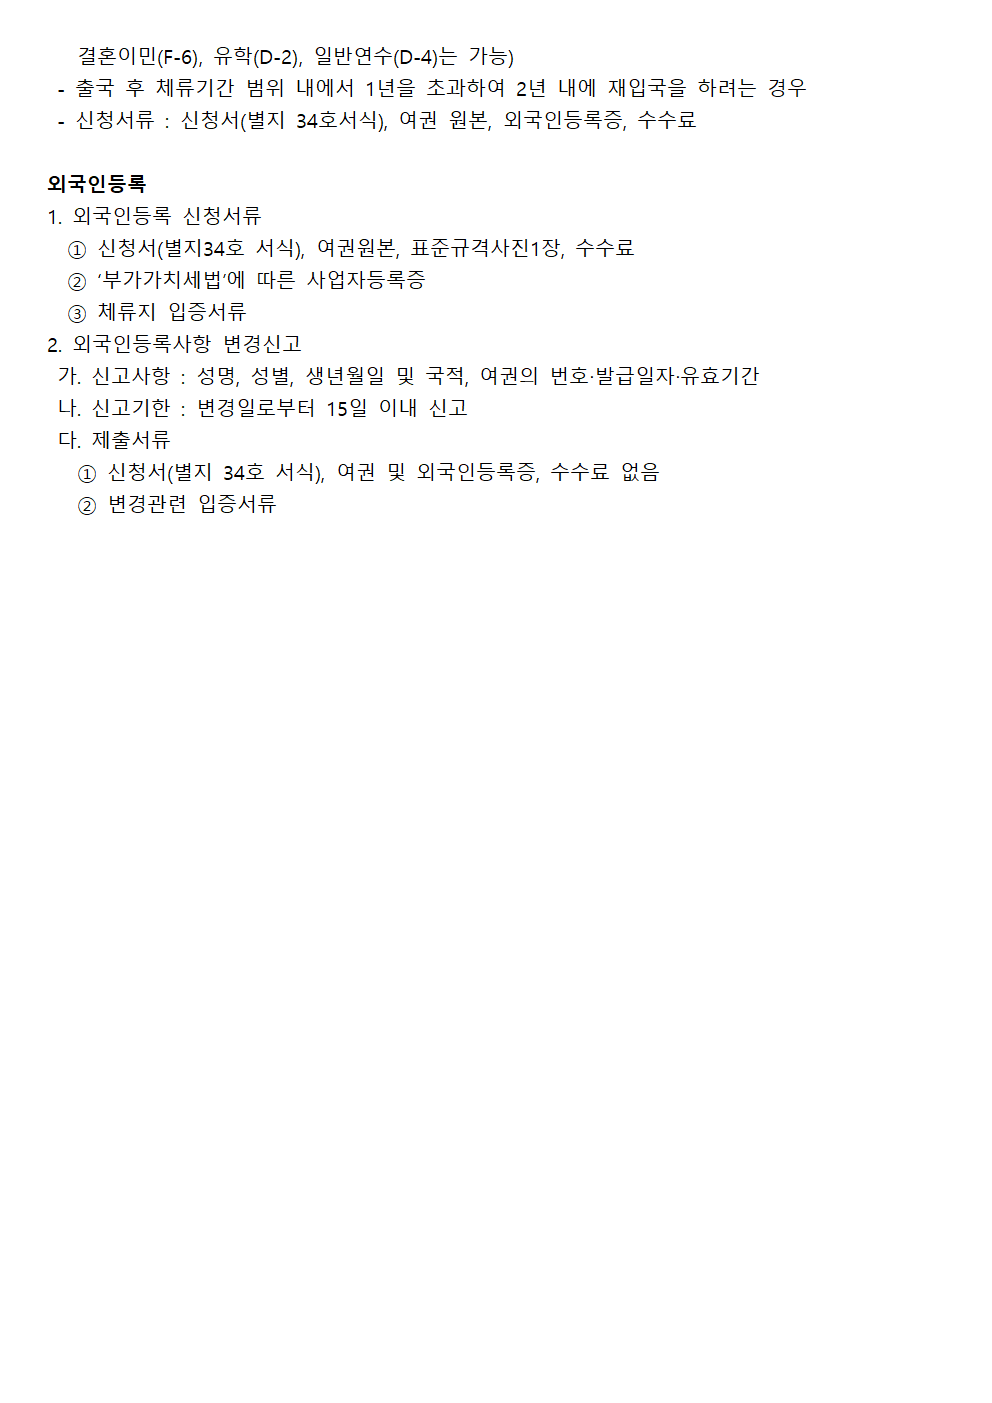 결혼이민(F-6), 유학(D-2), 일반연수(D-4)는 가능)
- 출국 후 체류기간 범위 내에서 1년을 초과하여 2년 내에 재입국을 하려는 경우
- 신청서류 : 신청서(별지 34호서식), 여권 원본, 외국인등록증, 수수료
외국인등록
1. 외국인등록 신청서류
① 신청서(별지34호 서식), 여권원본, 표준규격사진1장, 수수료
② ‘부가가치세법’에 따른 사업자등록증
③ 체류지 입증서류
2. 외국인등록사항 변경신고
가. 신고사항 : 성명, 성별, 생년월일 및 국적, 여권의 번호·발급일자·유효기간
나. 신고기한 : 변경일로부터 15일 이내 신고
다. 제출서류
① 신청서(별지 34호 서식), 여권 및 외국인등록증, 수수료 없음
② 변경관련 입증서류